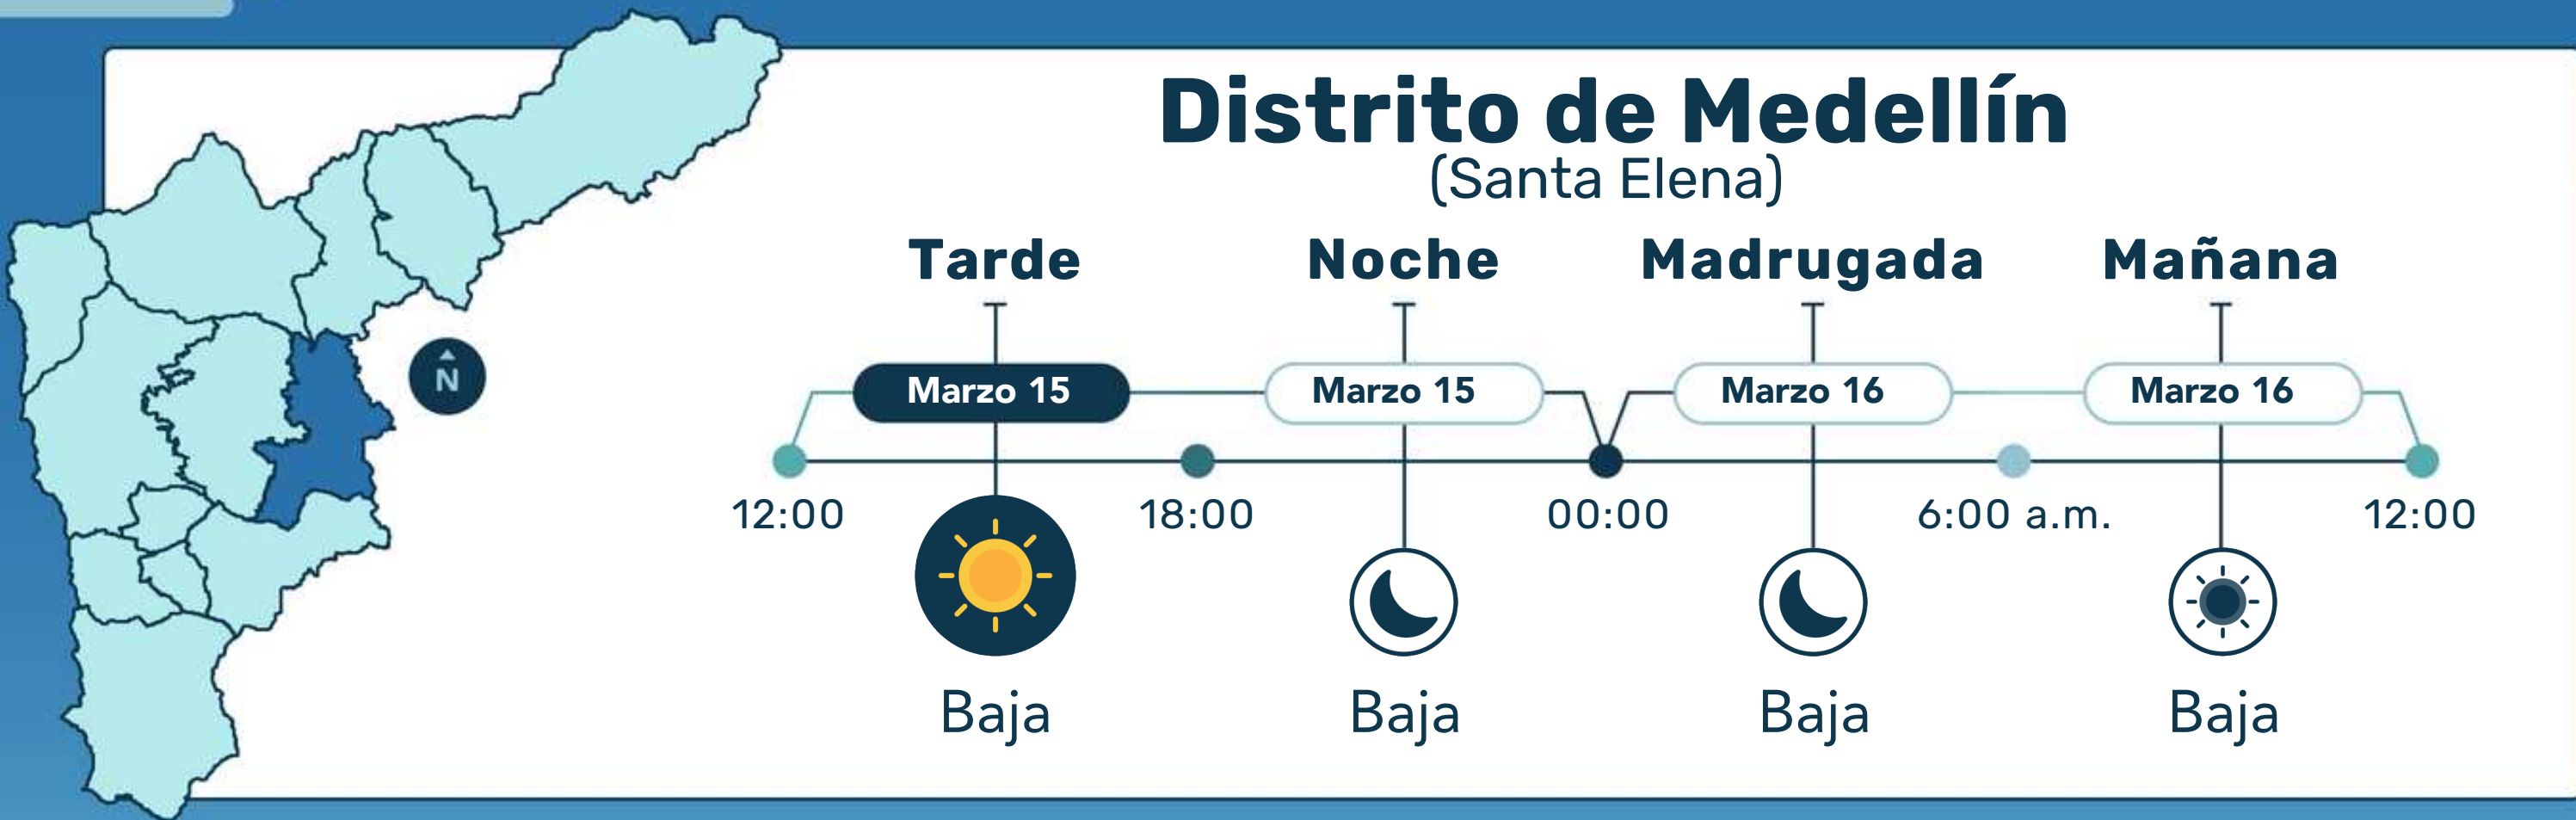 Distrito de Medellín
(Santa Elena)
Tarde Noche Madrugada Mañana
N
Marzo 15 Marzo 15 Marzo 16 Marzo 16
12:00 18:00 00:00 6:00 a.m. 12:00
Baja Baja Baja Baja